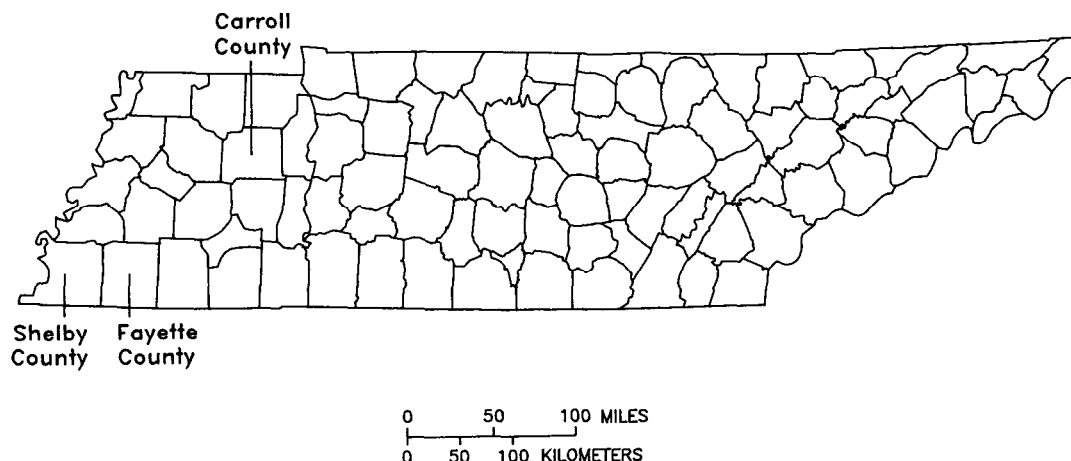 Carroll
County
Shelby
County
Fayette
County
0 50 100 MILES
0 50 100 KILOMETERS